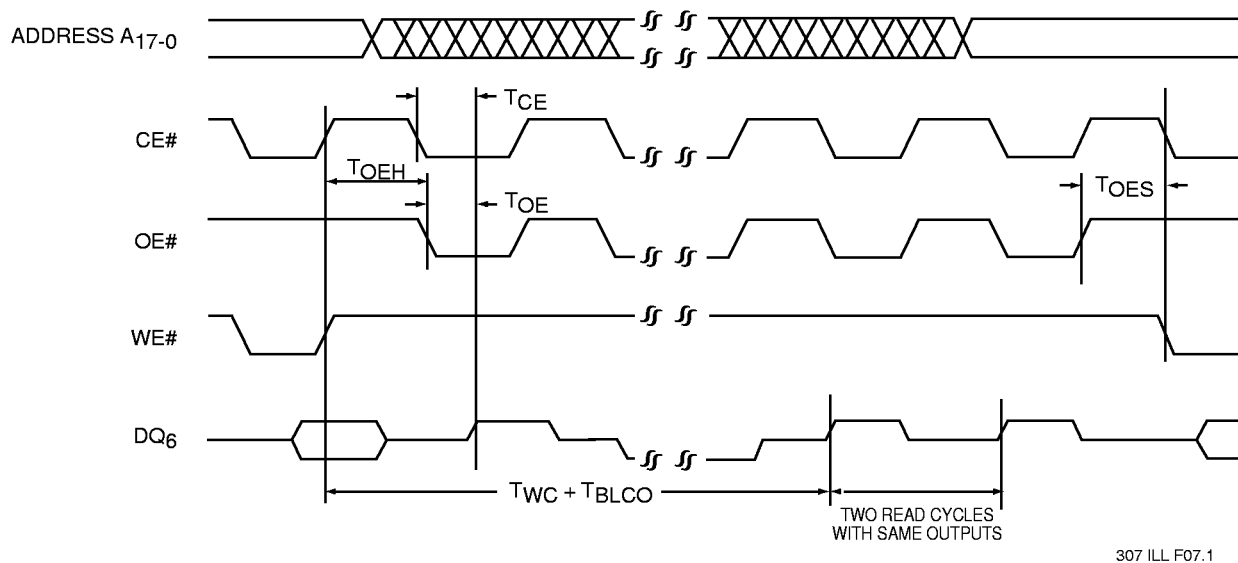 ADDRESS A17-0
TCE
CE#
TOEH
TOES
TOE
OE#
WE#
DQ6
TWC + TBLCO
TWO READ CYCLES
WITH SAME OUTPUTS
307 ILL F07.1